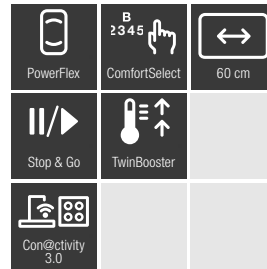 B
2345
PowerFlex
ComfortSelect
60 cm
Stop & Go
TwinBooster
Con@ctivity
3.0